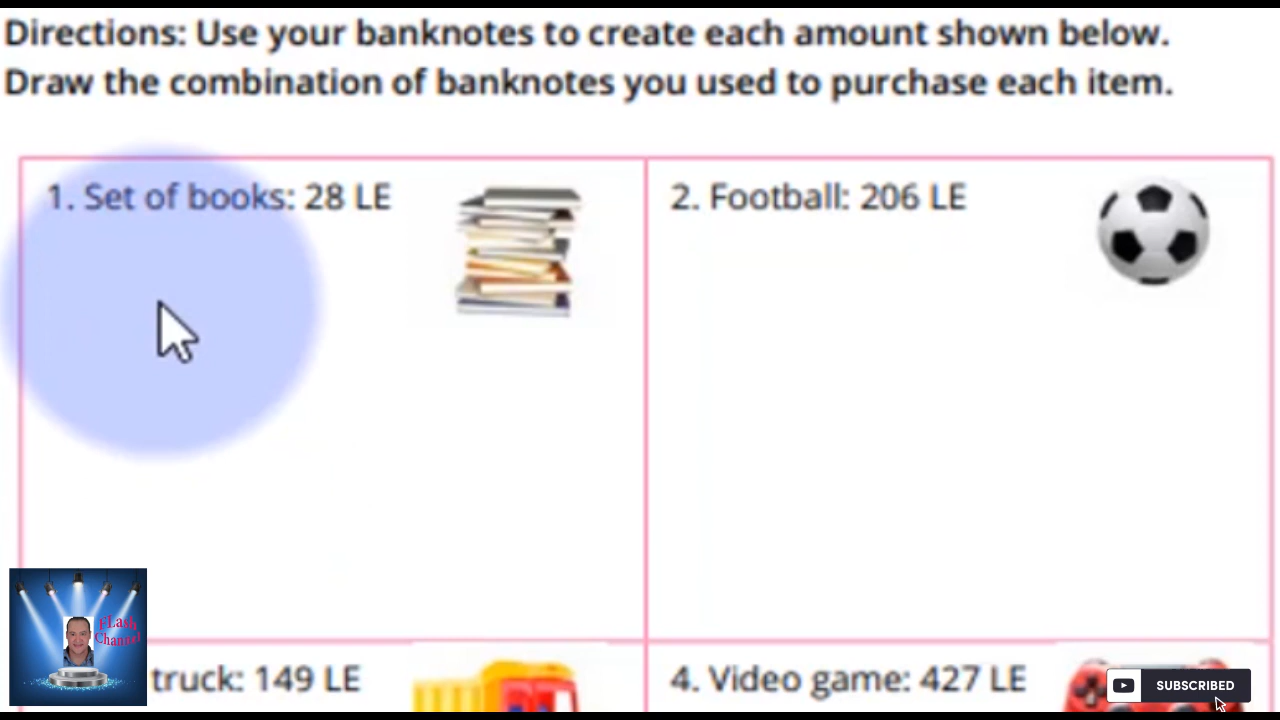 Directions: Use your banknotes to create each amount shown below.
Draw the combination of banknotes you used to purchase each item.
1. Set of books: 28 LE
2. Football: 206 LE
truck: 149 LE
4. Video game: 427 LE
FLash
Channel
SUBSCRIBED